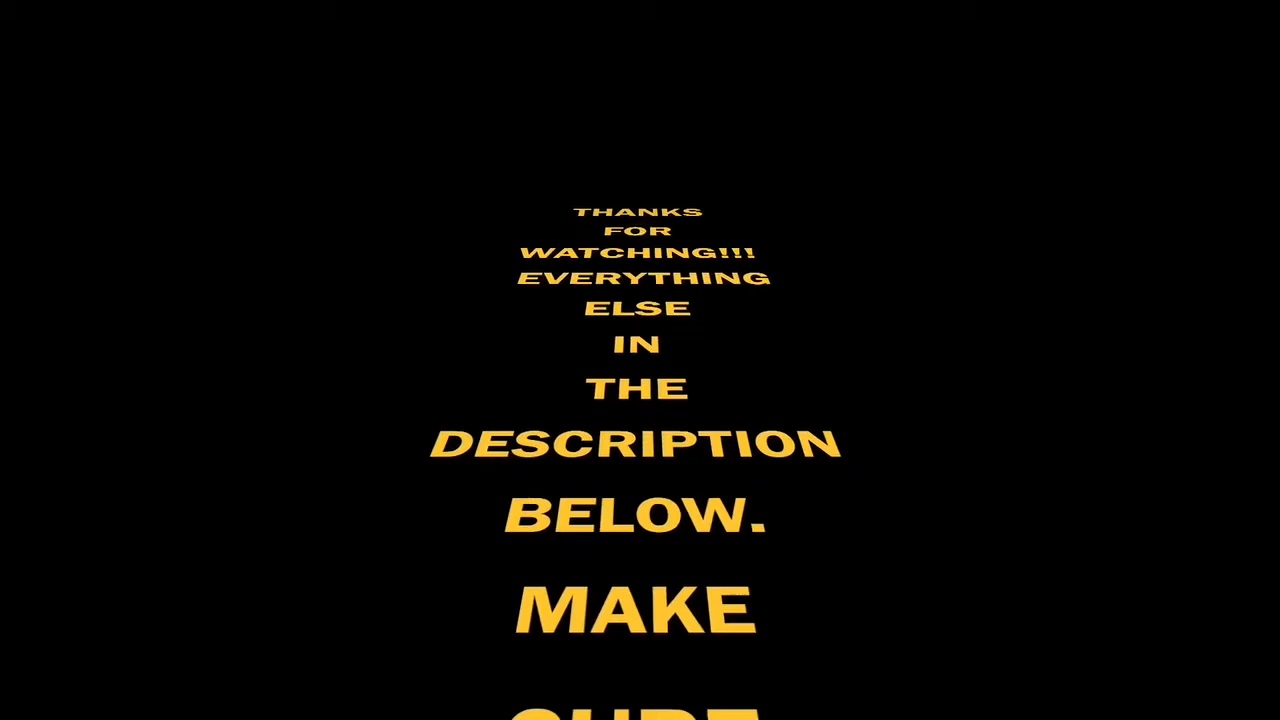 THANKS
FOR
WATCHING!!!
EVERYTHING
ELSE
IN
THE
DESCRIPTION
BELOW.
MAKE